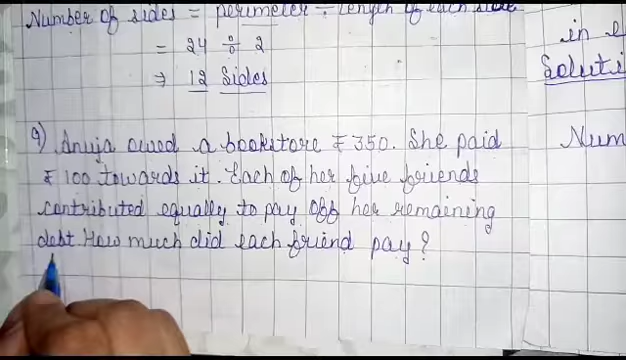 Number of sides = perimeter ÷ Length of each side
= 24 ÷ 2
⇒ 12 Sides
9) Anuja owed a bookstore ₹ 350. She paid
₹ 100 towards it. Each of her five friends
contributed equally to pay off her remaining
debt. How much did each friend pay?
in
Soluti
Num